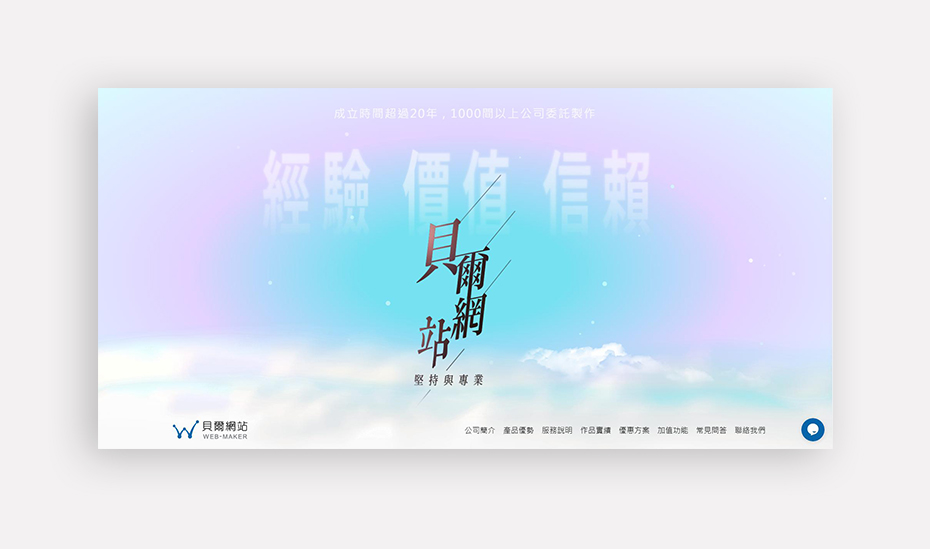 成立時間超過20年，1000間以上公司委託製作
經驗 價值 信賴
貝爾網站
堅持與專業
貝爾網站
WEB·MAKER
公司簡介 產品優勢 服務說明 作品實績 優惠方案 加值功能 常見問答 聯絡我們